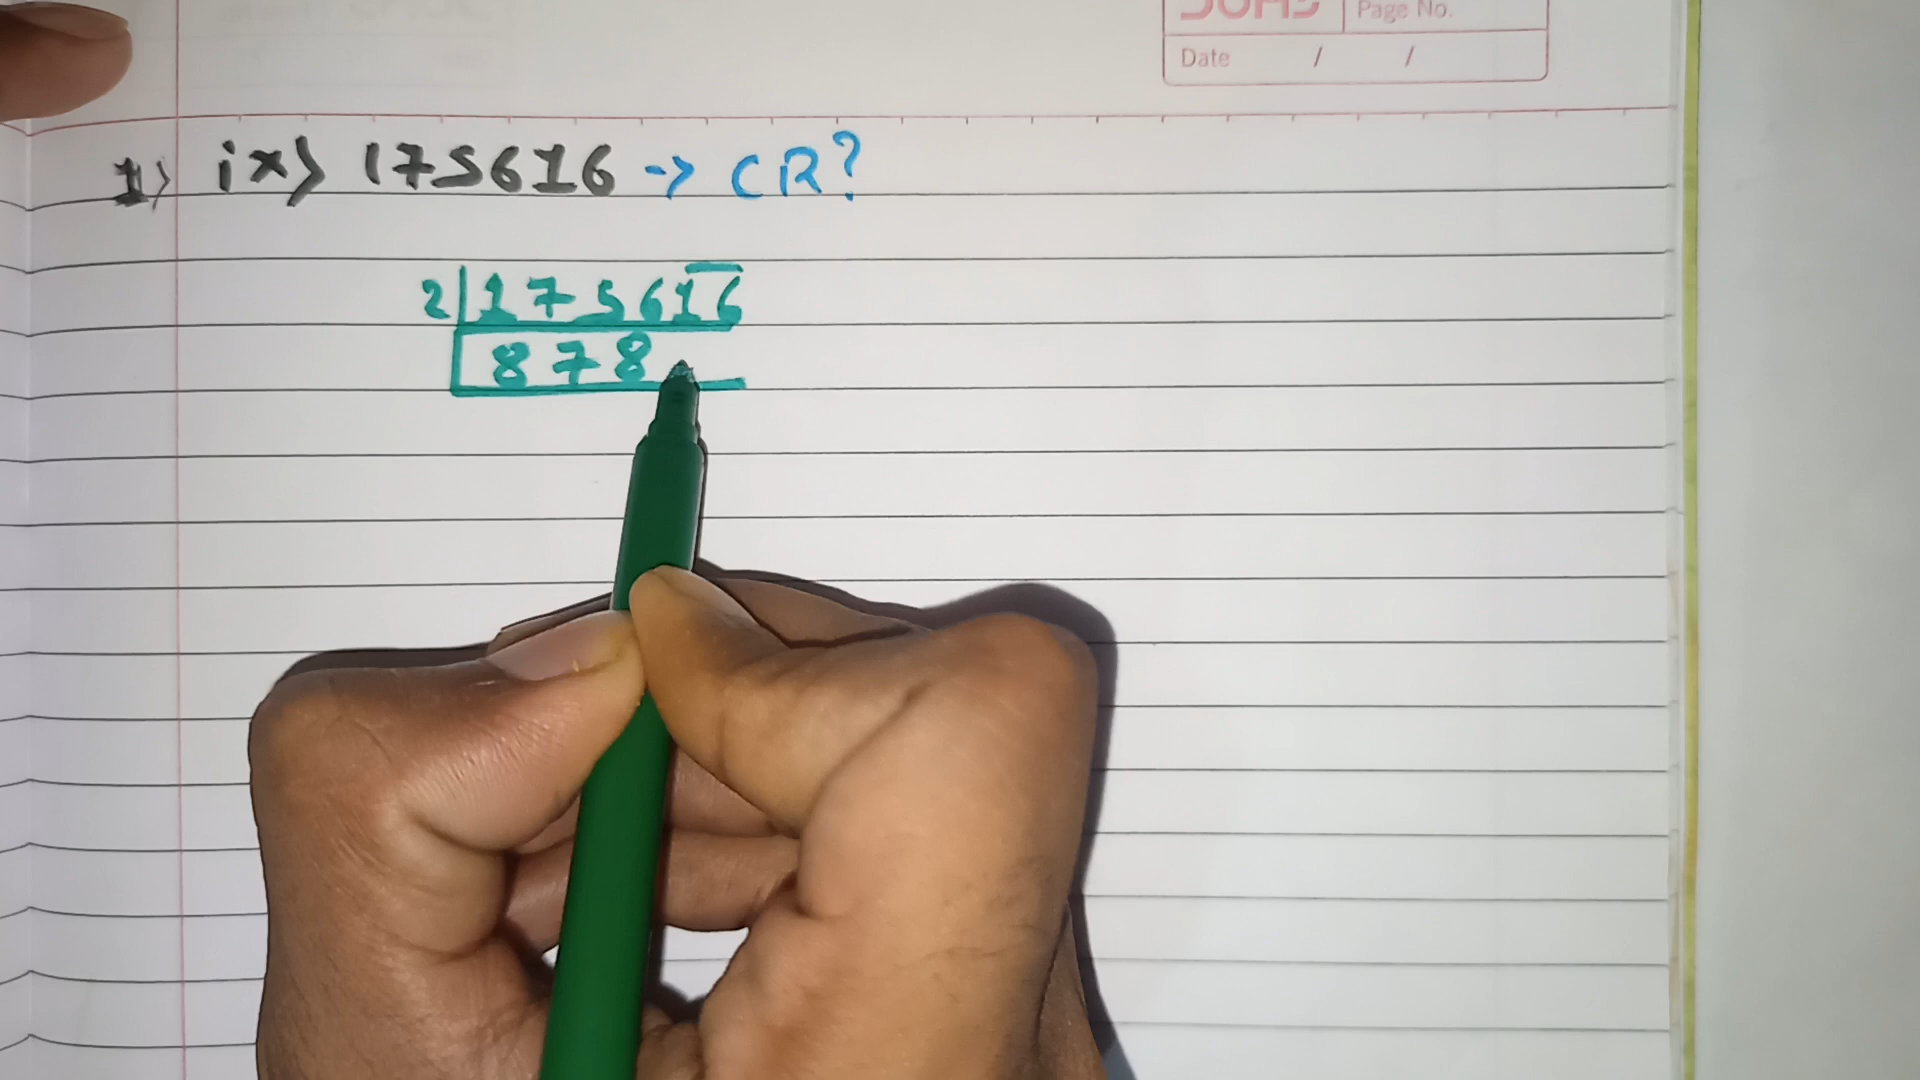 Page No.
Date / /
1) ix) 175616 -> CR?
2 175616
878